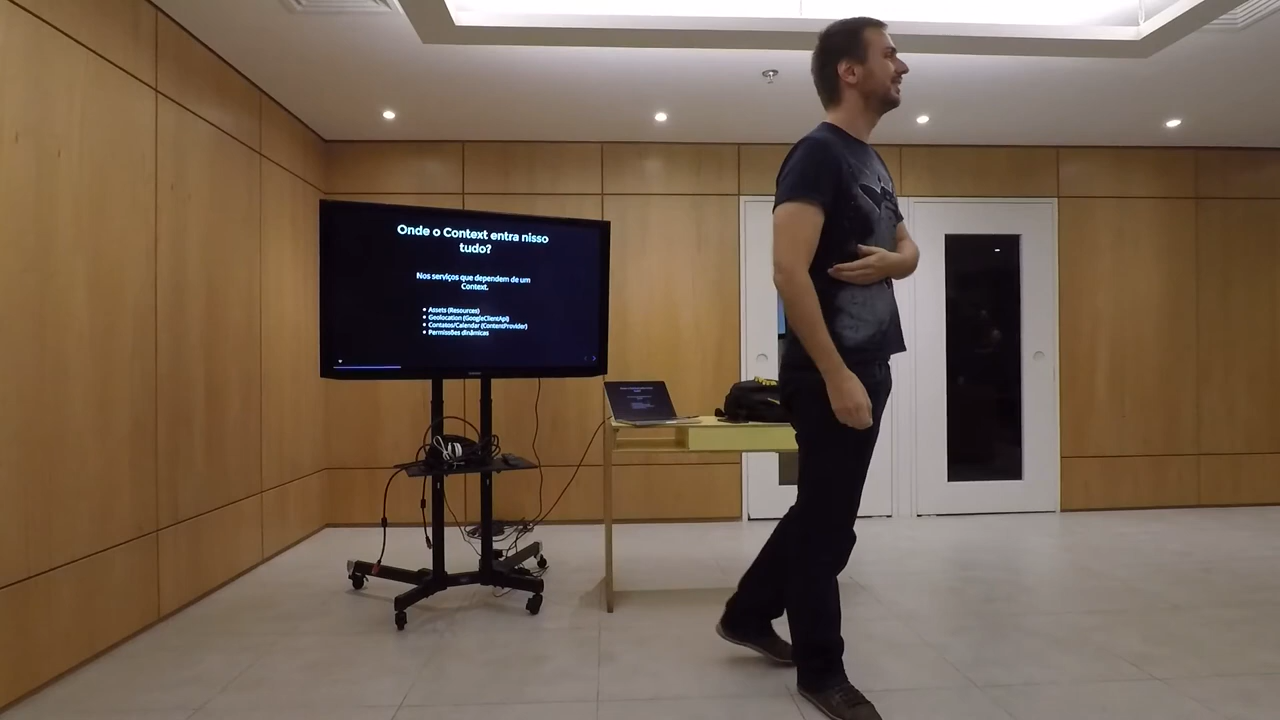 Onde o Context entra nisso
tudo?
Nos serviços que dependem de um
Context.
Assets (Resources)
Geolocation (GoogleClientApi)
Contatos/Calendar (ContentProvider)
Permissões dinâmicas